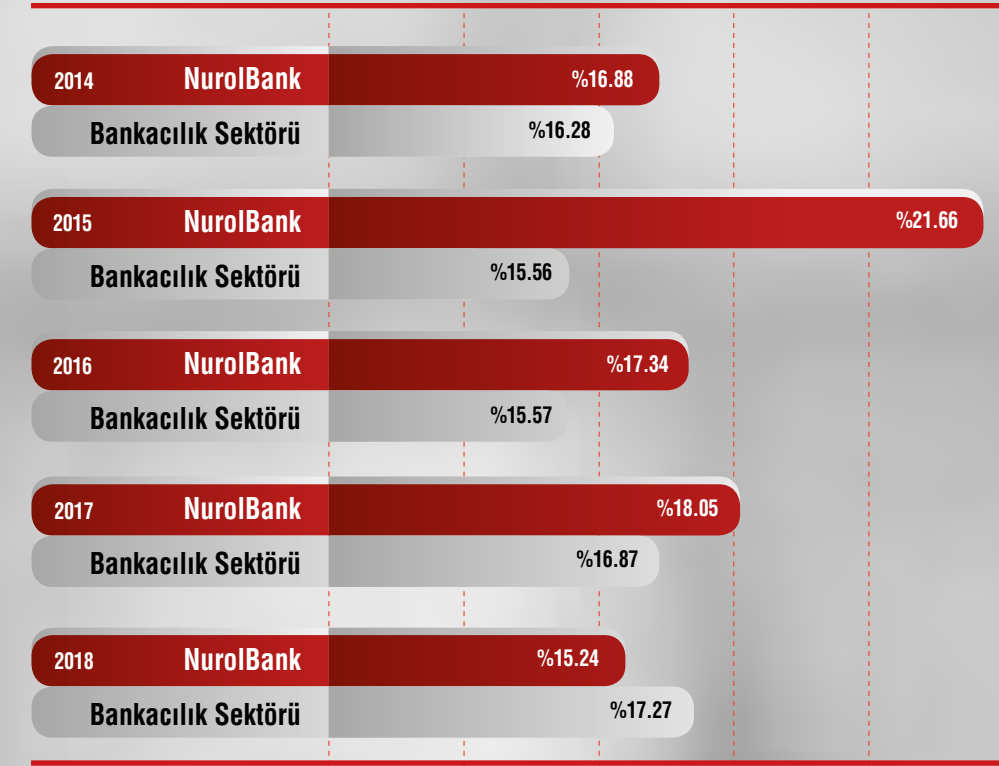 2014 NurolBank %16.88
Bankacılık Sektörü %16.28
2015 NurolBank %21.66
Bankacılık Sektörü %15.56
2016 NurolBank %17.34
Bankacılık Sektörü %15.57
2017 NurolBank %18.05
Bankacılık Sektörü %16.87
2018 NurolBank %15.24
Bankacılık Sektörü %17.27